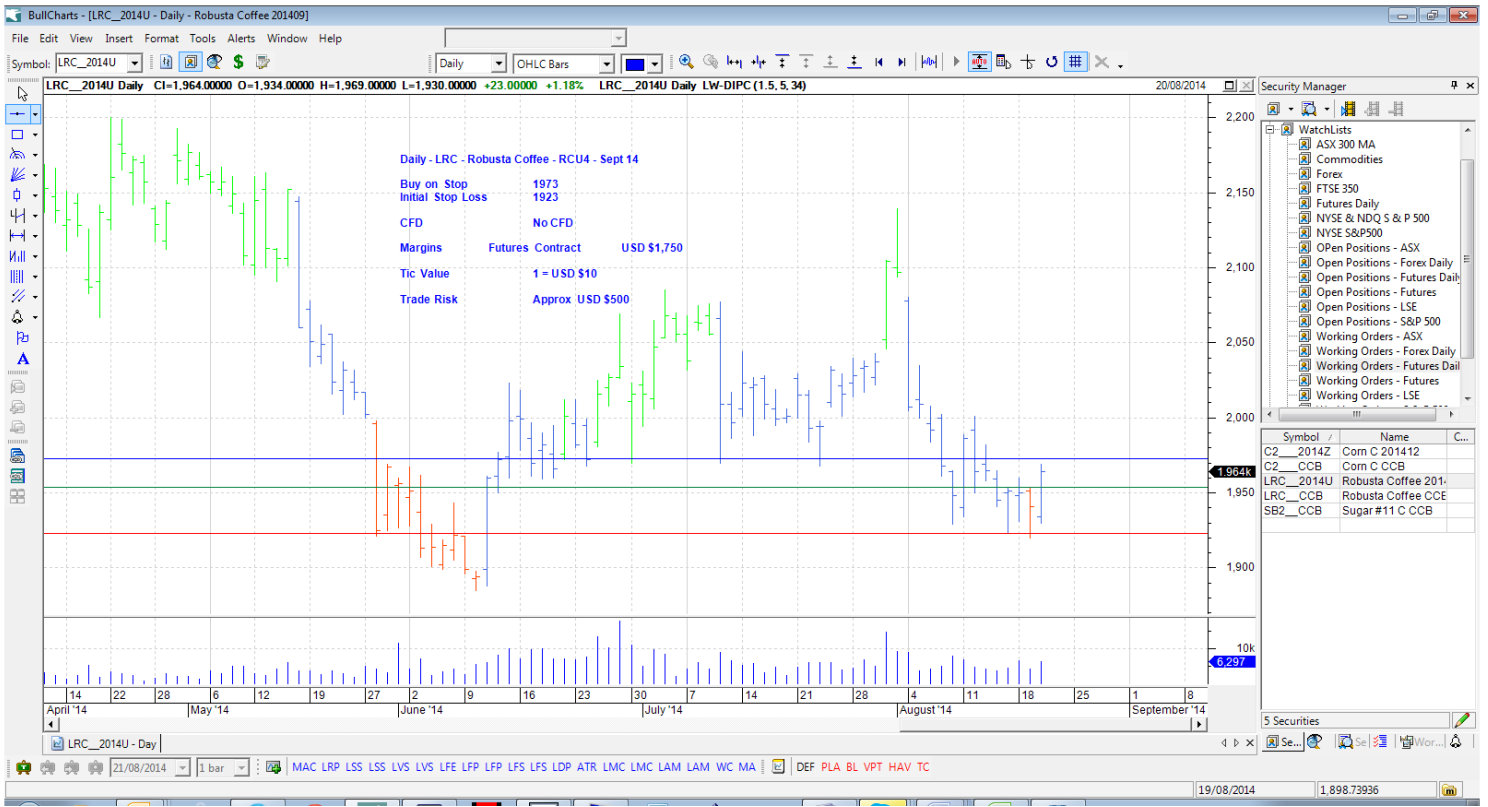 BullCharts - [LRC__2014U - Daily - Robusta Coffee 201409]
File Edit View Insert Format Tools Alerts Window Help
Symbol: LRC__2014U Daily OHLC Bars
LRC__2014U Daily Cl=1,964.00000 O=1,934.00000 H=1,969.00000 L=1,930.00000 +23.00000 +1.18% LRC__2014U Daily LW-DIPC (1.5, 5, 34) 20/08/2014
Daily - LRC - Robusta Coffee - RCU4 - Sept 14
Buy on Stop 1973
Initial Stop Loss 1923
CFD No CFD
Margins Futures Contract USD $1,750
Tic Value 1 = USD $10
Trade Risk Approx USD $500
2,200
2,150
2,100
2,050
2,000
1.964k
1,950
1,900
10k
6,297
14 22 28 6 12 19 27 2 9 16 23 30 7 14 21 28 4 11 18 25 1 8
April '14 May '14 June '14 July '14 August '14 September '14
LRC__2014U - Day
21/08/2014 1 bar MAC LRP LSS LSS LVS LVS LFE LFP LFP LFS LFS LDP ATR LMC LMC LAM LAM WC MA DEF PLA BL VPT HAV TC
Security Manager
WatchLists
ASX 300 MA
Commodities
Forex
FTSE 350
Futures Daily
NYSE & NDQ S & P 500
NYSE S&P500
OPen Positions - ASX
Open Positions - Forex Daily
Open Positions - Futures Daily
Open Positions - Futures
Open Positions - LSE
Open Positions - S&P 500
Working Orders - ASX
Working Orders - Forex Daily
Working Orders - Futures Dail
Working Orders - Futures
Working Orders - LSE
Symbol / Name C...
C2___2014Z Corn C 201412
C2___CCB Corn C CCB
LRC__2014U Robusta Coffee 201
LRC__CCB Robusta Coffee CCE
SB2__CCB Sugar #11 C CCB
5 Securities
Se... Se Wor...
19/08/2014 1,898.73936